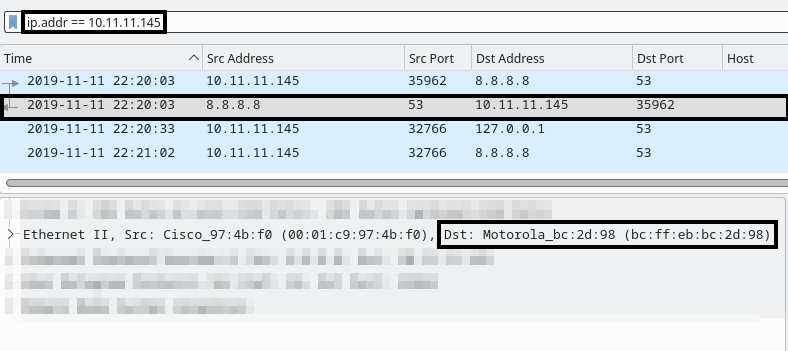 ip.addr == 10.11.11.145
Time Src Address Src Port Dst Address Dst Port Host
2019-11-11 22:20:03 10.11.11.145 35962 8.8.8.8 53
2019-11-11 22:20:03 8.8.8.8 53 10.11.11.145 35962
2019-11-11 22:20:33 10.11.11.145 32766 127.0.0.1 53
2019-11-11 22:21:02 10.11.11.145 32766 8.8.8.8 53
Ethernet II, Src: Cisco_97:4b:f0 (00:01:c9:97:4b:f0), Dst: Motorola_bc:2d:98 (bc:ff:eb:bc:2d:98)